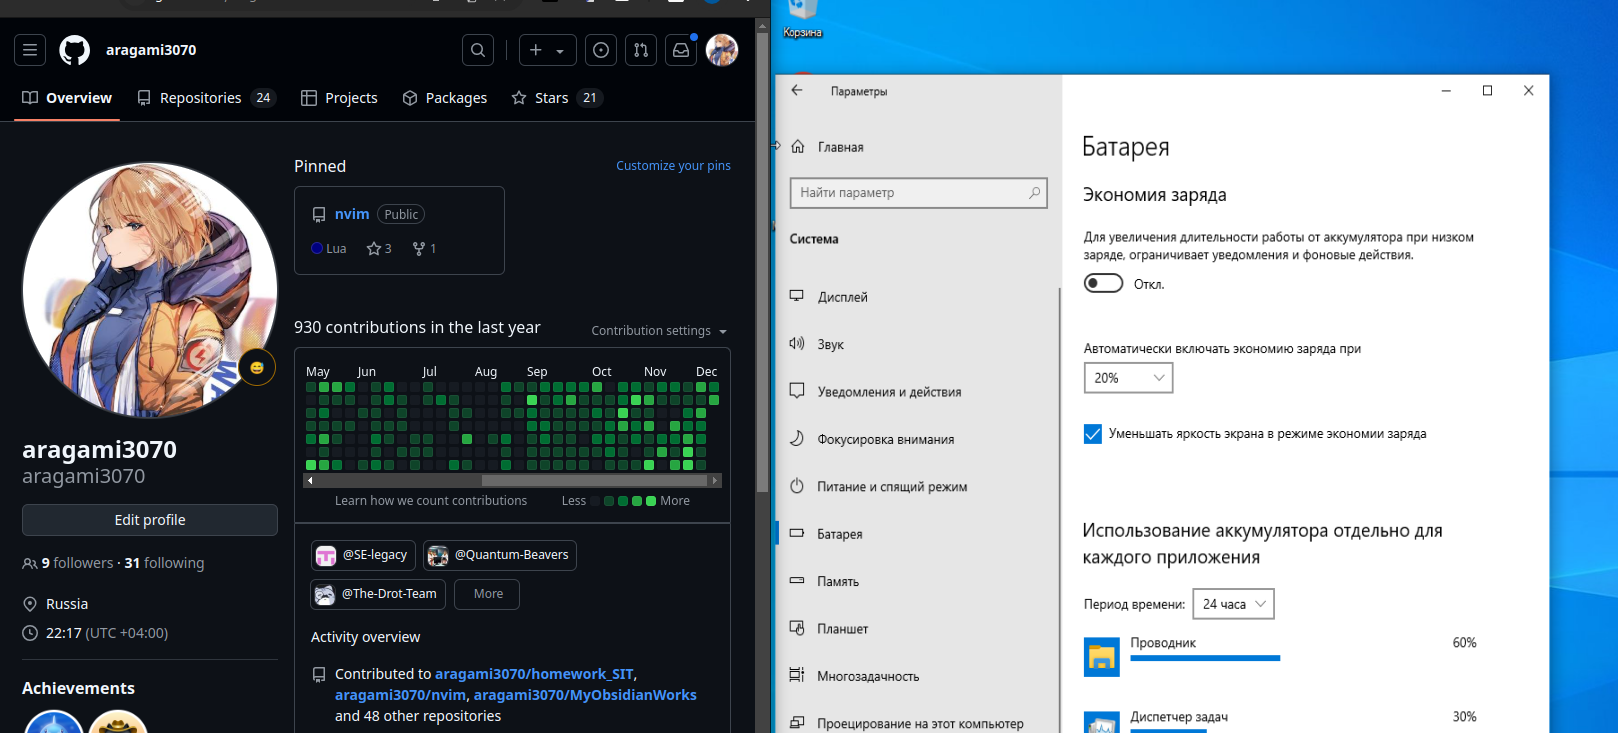 aragami3070
Overview
Repositories 24
Projects
Packages
Stars 21
Pinned
Customize your pins
nvim Public
Lua 3 1
930 contributions in the last year
Contribution settings
May Jun Jul Aug Sep Oct Nov Dec
Learn how we count contributions
Less More
@SE-legacy
@Quantum-Beavers
@The-Drot-Team
More
Activity overview
Contributed to aragami3070/homework_SIT,
aragami3070/nvim, aragami3070/MyObsidianWorks
and 48 other repositories
aragami3070
aragami3070
Edit profile
9 followers · 31 following
Russia
22:17 (UTC +04:00)
Achievements
Корзина
Параметры
Главная
Найти параметр
Система
Дисплей
Звук
Уведомления и действия
Фокусировка внимания
Питание и спящий режим
Батарея
Память
Планшет
Многозадачность
Проецирование на этот компьютер
Батарея
Экономия заряда
Для увеличения длительности работы от аккумулятора при низком
заряде, ограничивает уведомления и фоновые действия.
Откл.
Автоматически включать экономию заряда при
20%
Уменьшать яркость экрана в режиме экономии заряда
Использование аккумулятора отдельно для
каждого приложения
Период времени: 24 часа
Проводник 60%
Диспетчер задач 30%